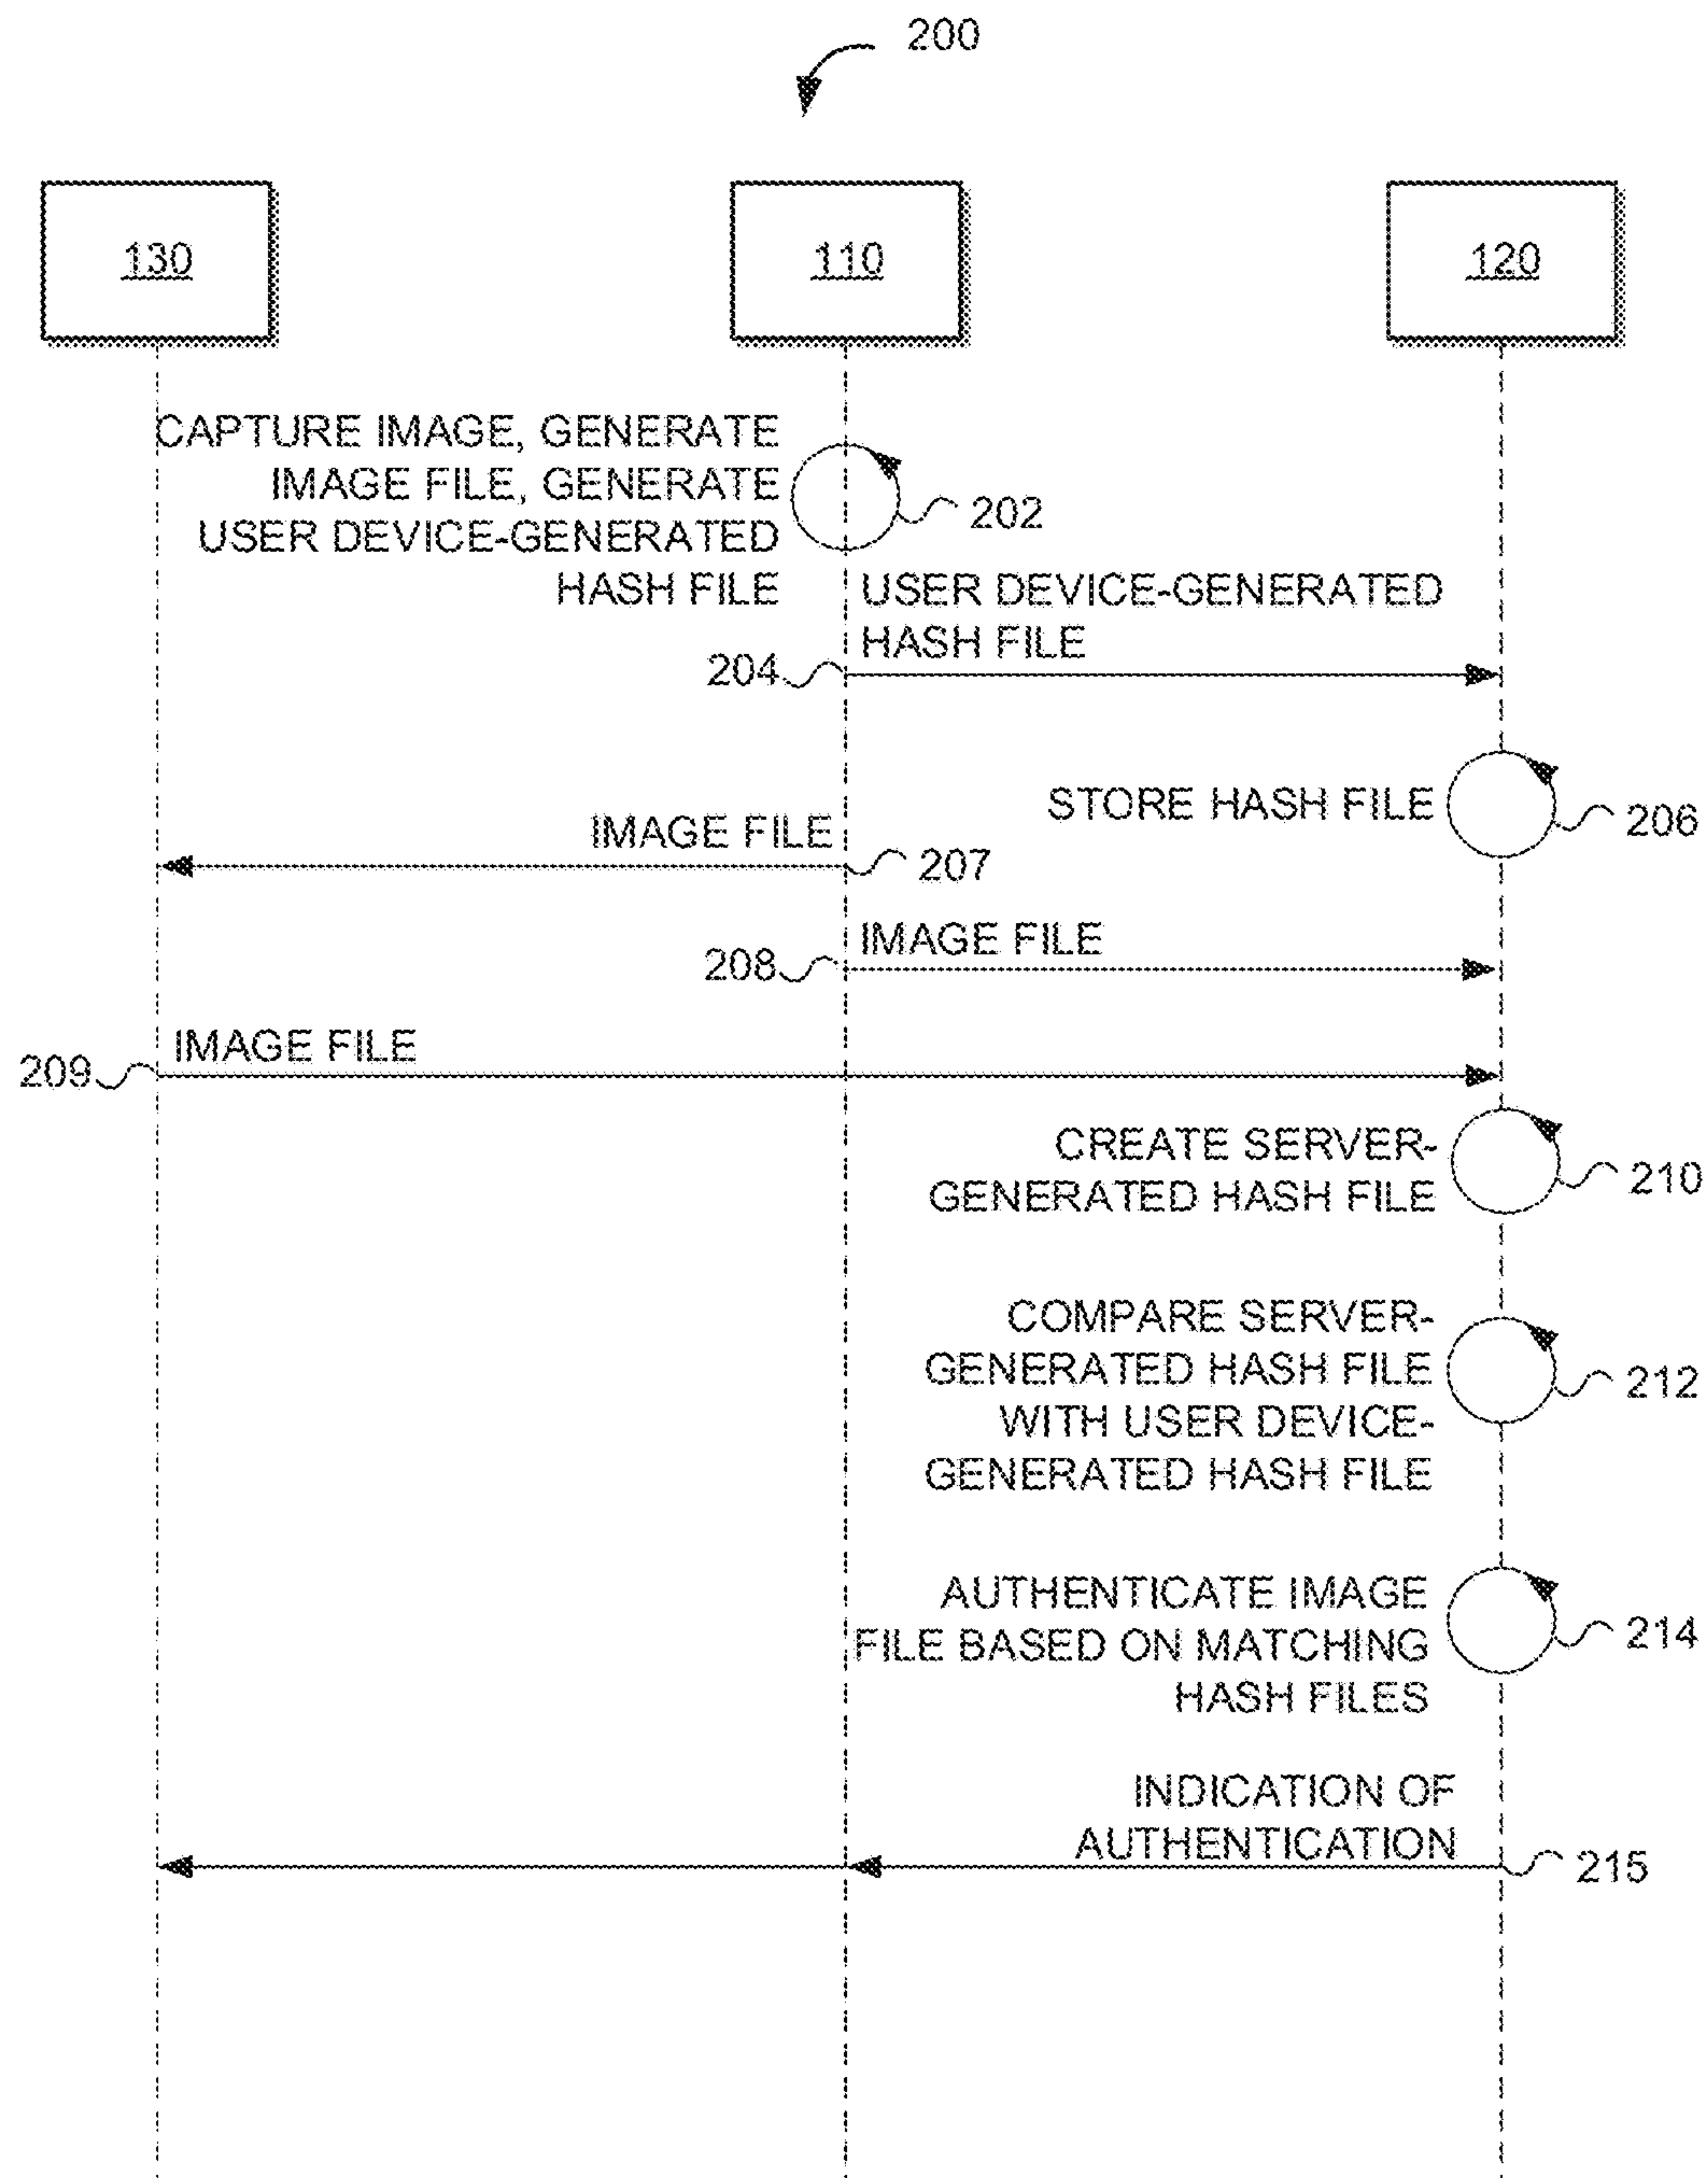 200
130
110
120
CAPTURE IMAGE, GENERATE
IMAGE FILE, GENERATE
USER DEVICE-GENERATED
HASH FILE
202
USER DEVICE-GENERATED
HASH FILE
204
STORE HASH FILE
206
IMAGE FILE
207
IMAGE FILE
208
IMAGE FILE
209
CREATE SERVER-
GENERATED HASH FILE
210
COMPARE SERVER-
GENERATED HASH FILE
WITH USER DEVICE-
GENERATED HASH FILE
212
AUTHENTICATE IMAGE
FILE BASED ON MATCHING
HASH FILES
214
INDICATION OF
AUTHENTICATION
215